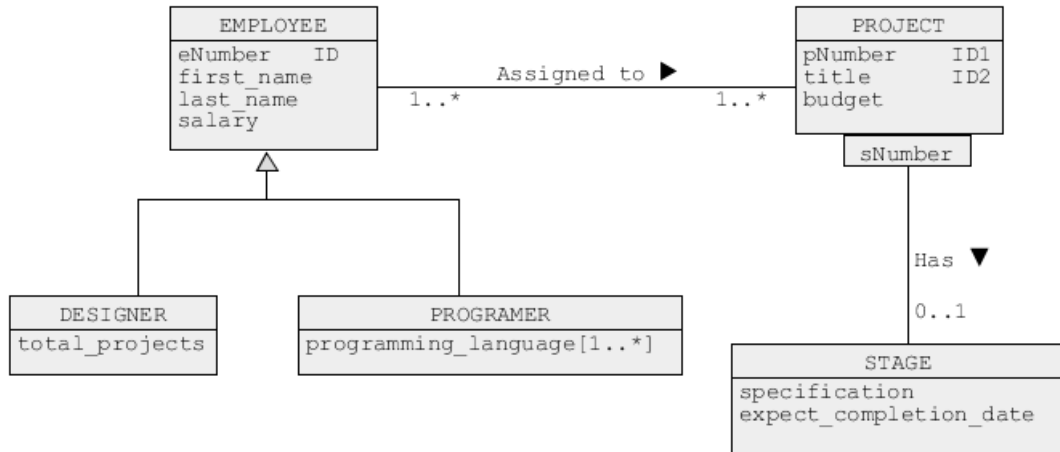 EMPLOYEE
eNumber ID
first_name
last_name
salary
Assigned to ▶
1..* 1..*
PROJECT
pNumber ID1
title ID2
budget
sNumber
Has ▼
0..1
DESIGNER
total_projects
PROGRAMER
programming_language[1..*]
STAGE
specification
expect_completion_date